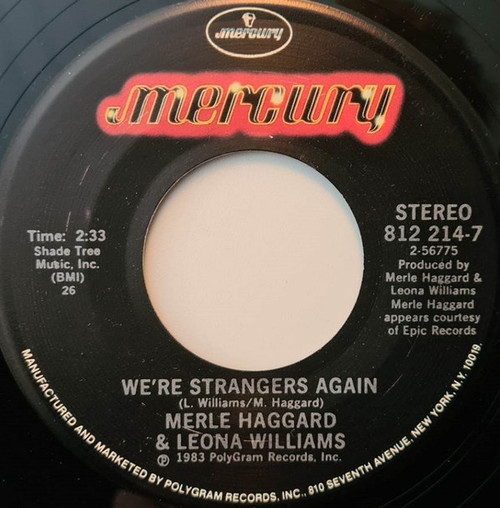 mercury
mercury
STEREO
812 214-7
2-56775
Produced by
Merle Haggard &
Leona Williams
Merle Haggard
appears courtesy
of Epic Records
Time: 2:33
Shade Tree
Music, Inc.
(BMI)
26
WE'RE STRANGERS AGAIN
(L. Williams/M. Haggard)
MERLE HAGGARD
& LEONA WILLIAMS
℗ 1983 PolyGram Records, Inc.
MANUFACTURED AND MARKETED BY POLYGRAM RECORDS, INC., 810 SEVENTH AVENUE, NEW YORK, N.Y. 10019.